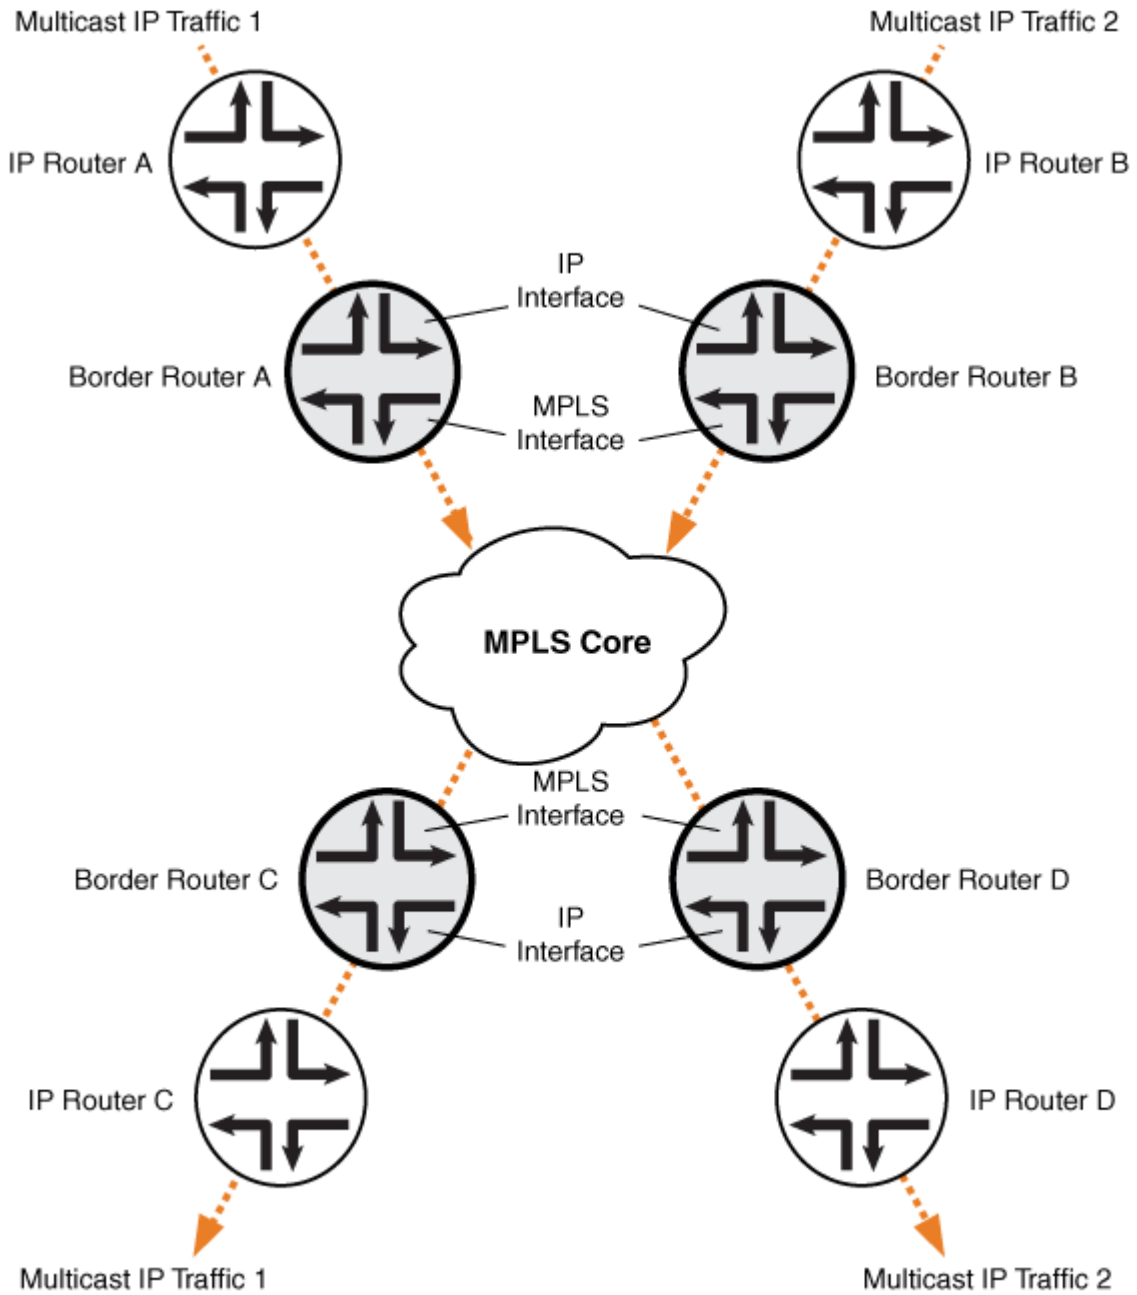 Multicast IP Traffic 1
Multicast IP Traffic 2
IP Router A
IP Router B
IP
Interface
Border Router A
Border Router B
MPLS
Interface
MPLS Core
MPLS
Interface
Border Router C
Border Router D
IP
Interface
IP Router C
IP Router D
Multicast IP Traffic 1
Multicast IP Traffic 2